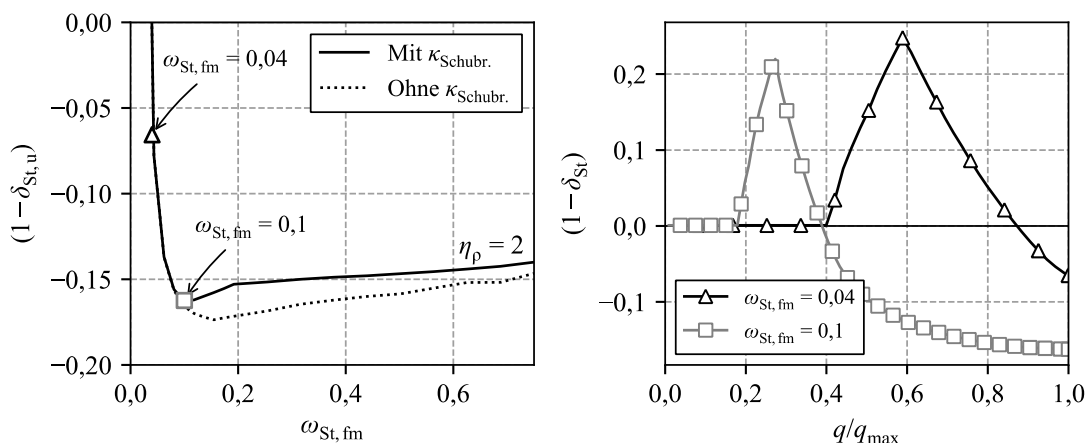 0,00
−0,05
−0,10
−0,15
−0,20
(1−δSt,u)
ωSt,fm = 0,04
ωSt,fm = 0,1
Mit κSchubr.
Ohne κSchubr.
ηρ = 2
0,0 0,2 0,4 0,6
ωSt,fm
0,2
0,1
0,0
−0,1
(1−δSt)
ωSt,fm = 0,04
ωSt,fm = 0,1
0,0 0,2 0,4 0,6 0,8 1,0
q/qmax